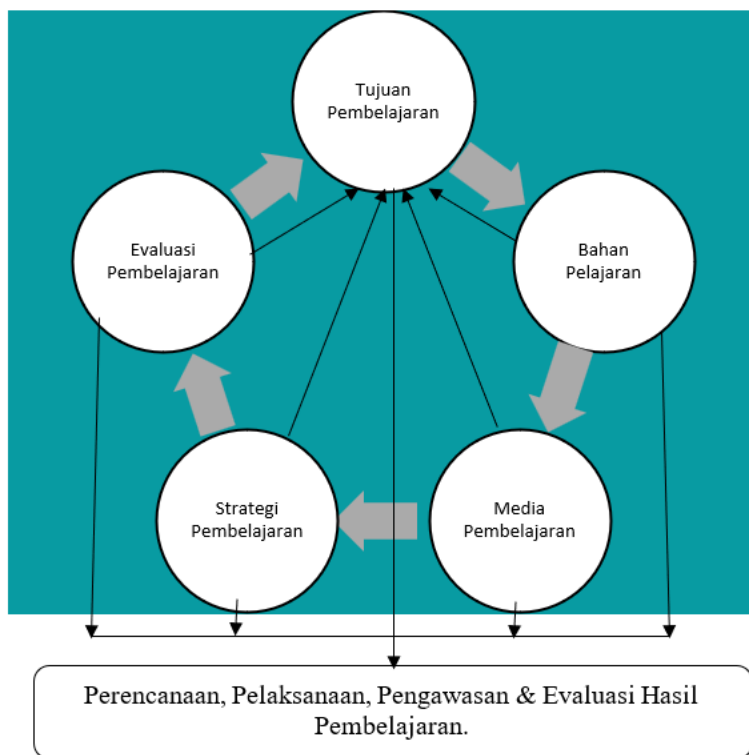 Tujuan
Pembelajaran
Evaluasi
Pembelajaran
Bahan
Pelajaran
Strategi
Pembelajaran
Media
Pembelajaran
Perencanaan, Pelaksanaan, Pengawasan & Evaluasi Hasil
Pembelajaran.